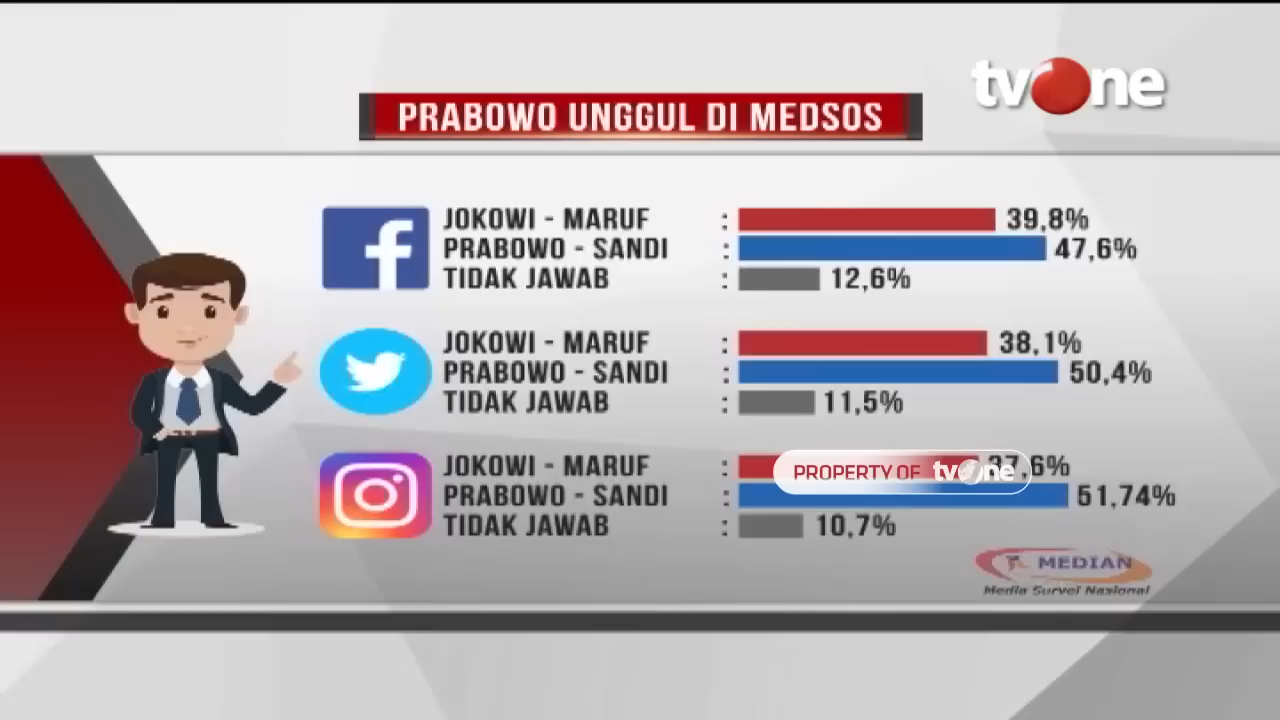 tvOne
PRABOWO UNGGUL DI MEDSOS
JOKOWI - MARUF : 39,8%
PRABOWO - SANDI : 47,6%
TIDAK JAWAB : 12,6%
JOKOWI - MARUF : 38,1%
PRABOWO - SANDI : 50,4%
TIDAK JAWAB : 11,5%
JOKOWI - MARUF : 37,6%
PROPERTY OF tvOne
PRABOWO - SANDI : 51,74%
TIDAK JAWAB : 10,7%
MEDIAN
Media Survei Nasional